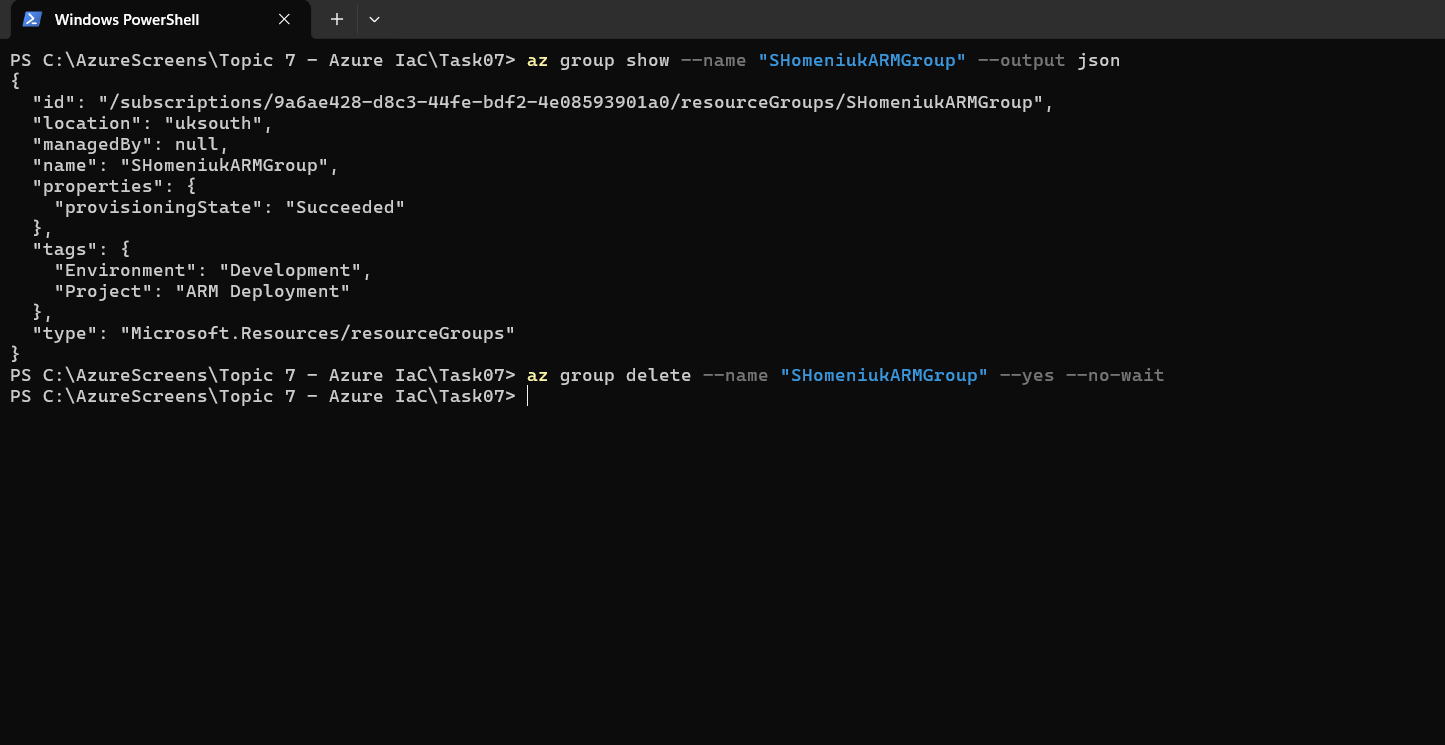 Windows PowerShell
PS C:\AzureScreens\Topic 7 - Azure IaC\Task07> az group show --name "SHomeniukARMGroup" --output json
{
  "id": "/subscriptions/9a6ae428-d8c3-44fe-bdf2-4e08593901a0/resourceGroups/SHomeniukARMGroup",
  "location": "uksouth",
  "managedBy": null,
  "name": "SHomeniukARMGroup",
  "properties": {
    "provisioningState": "Succeeded"
  },
  "tags": {
    "Environment": "Development",
    "Project": "ARM Deployment"
  },
  "type": "Microsoft.Resources/resourceGroups"
}
PS C:\AzureScreens\Topic 7 - Azure IaC\Task07> az group delete --name "SHomeniukARMGroup" --yes --no-wait
PS C:\AzureScreens\Topic 7 - Azure IaC\Task07>